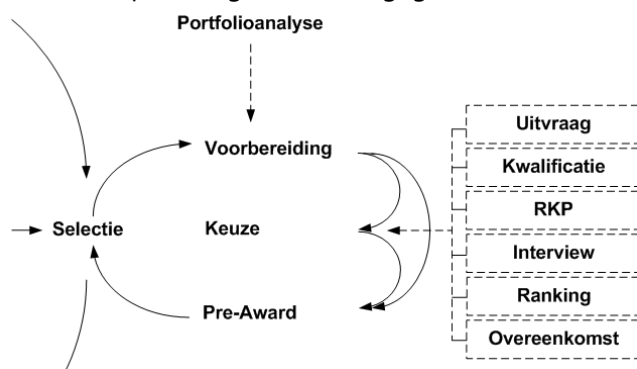 Portfolioanalyse
Voorbereiding
Selectie
Keuze
Pre-Award
Uitvraag
Kwalificatie
RKP
Interview
Ranking
Overeenkomst